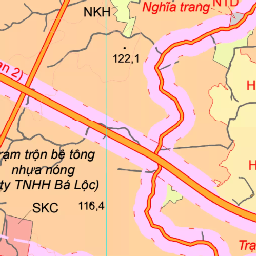 NKH
Nghĩa trang
NTD
122,1
an 2)
H
rạm trộn bê tông
nhựa nóng
ty TNHH Bá Lộc)
SKC
116,4
H
Tra